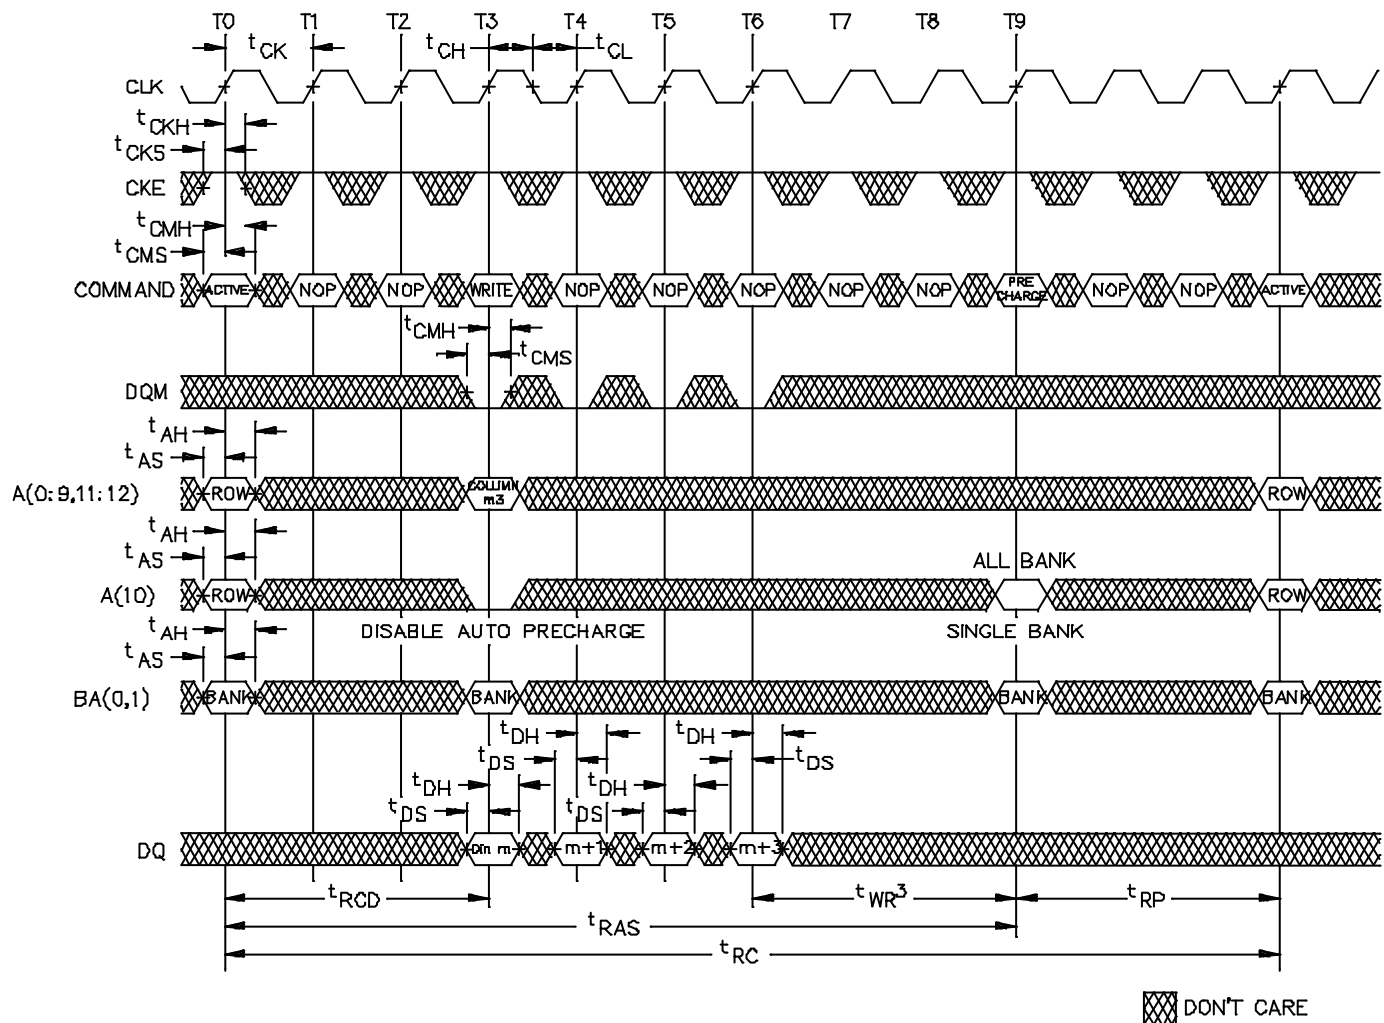 T0 T1 T2 T3 T4 T5 T6 T7 T8 T9
tCK tCH tCL
CLK
tCKH
tCKS
CKE
tCMH
tCMS
COMMAND ACTIVE NOP NOP WRITE NOP NOP NOP NOP NOP PRE CHARGE NOP NOP ACTIVE
tCMH
tCMS
DQM
tAH
tAS
A(0:9,11:12) ROW COLUMN m3 ROW
tAH
tAS
ALL BANK
A(10) ROW ROW
DISABLE AUTO PRECHARGE SINGLE BANK
tAH
tAS
BA(0,1) BANK BANK BANK BANK
tDH tDH
tDS tDS
tDH tDH
tDS tDS
DQ Din m m+1 m+2 m+3
tRCD tWR3 tRP
tRAS
tRC
DON'T CARE